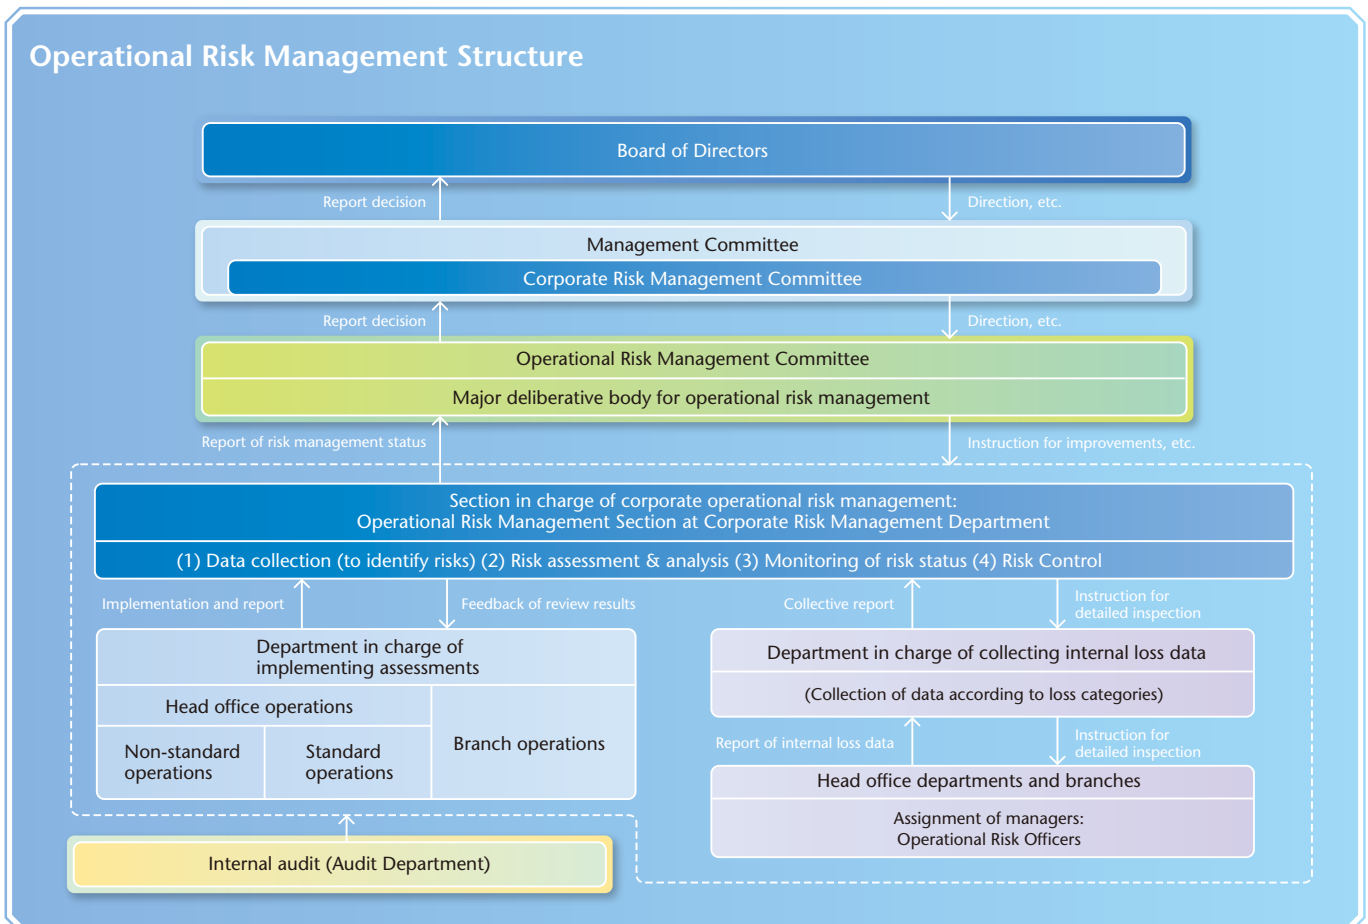 Operational Risk Management Structure
Board of Directors
Report decision
Direction, etc.
Management Committee
Corporate Risk Management Committee
Report decision
Direction, etc.
Operational Risk Management Committee
Major deliberative body for operational risk management
Report of risk management status
Instruction for improvements, etc.
Section in charge of corporate operational risk management:
Operational Risk Management Section at Corporate Risk Management Department
(1) Data collection (to identify risks) (2) Risk assessment & analysis (3) Monitoring of risk status (4) Risk Control
Implementation and report
Feedback of review results
Collective report
Instruction for
detailed inspection
Department in charge of
implementing assessments
Head office operations
Non-standard
operations
Standard
operations
Branch operations
Department in charge of collecting internal loss data
(Collection of data according to loss categories)
Report of internal loss data
Instruction for
detailed inspection
Head office departments and branches
Assignment of managers:
Operational Risk Officers
Internal audit (Audit Department)